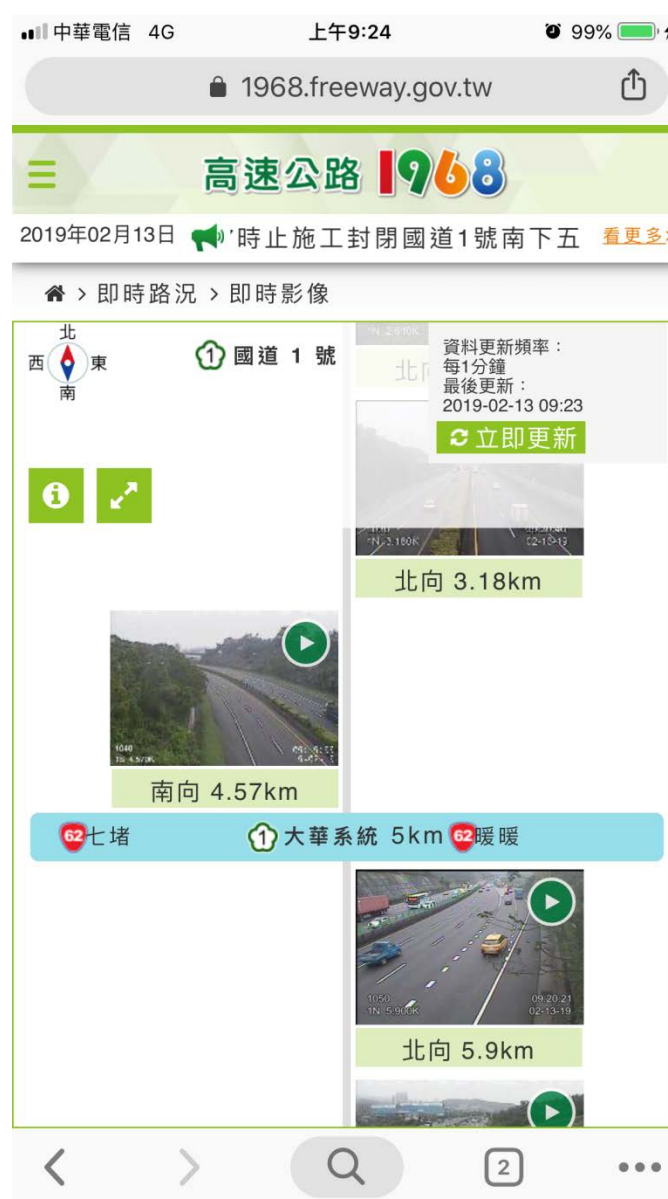 中華電信 4G 上午9:24 99%
1968.freeway.gov.tw
高速公路 1968
2019年02月13日 時止施工封閉國道1號南下五 看更多
> 即時路況 > 即時影像
北
西 東
南
1 國道 1 號
資料更新頻率：
每1分鐘
最後更新：
2019-02-13 09:23
立即更新
北向 3.18km
南向 4.57km
62 七堵 1 大華系統 5km 62 暖暖
1050 09:20:21
1N 5.900K 02-13-19
北向 5.9km
2